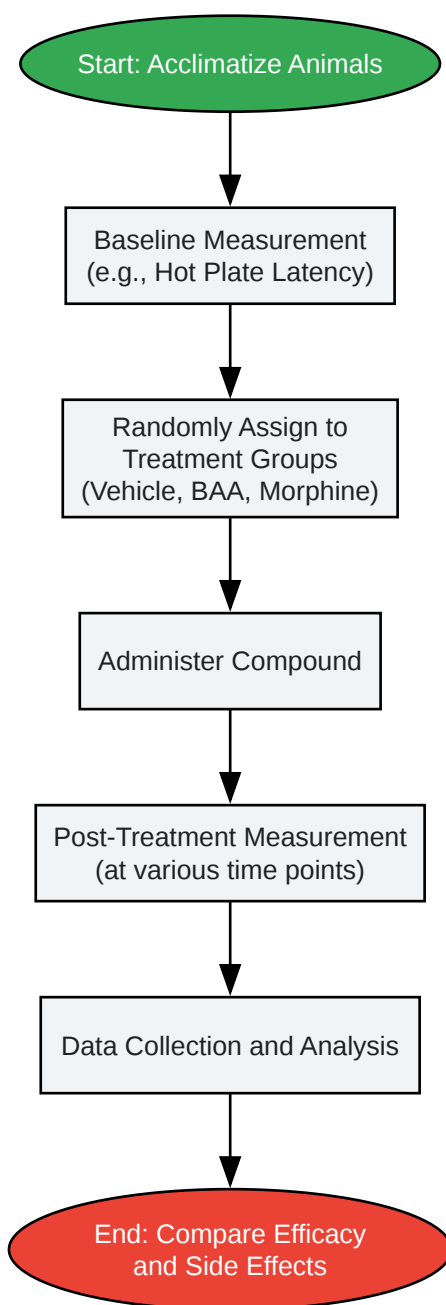 Start: Acclimatize Animals
Baseline Measurement
(e.g., Hot Plate Latency)
Randomly Assign to
Treatment Groups
(Vehicle, BAA, Morphine)
Administer Compound
Post-Treatment Measurement
(at various time points)
Data Collection and Analysis
End: Compare Efficacy
and Side Effects